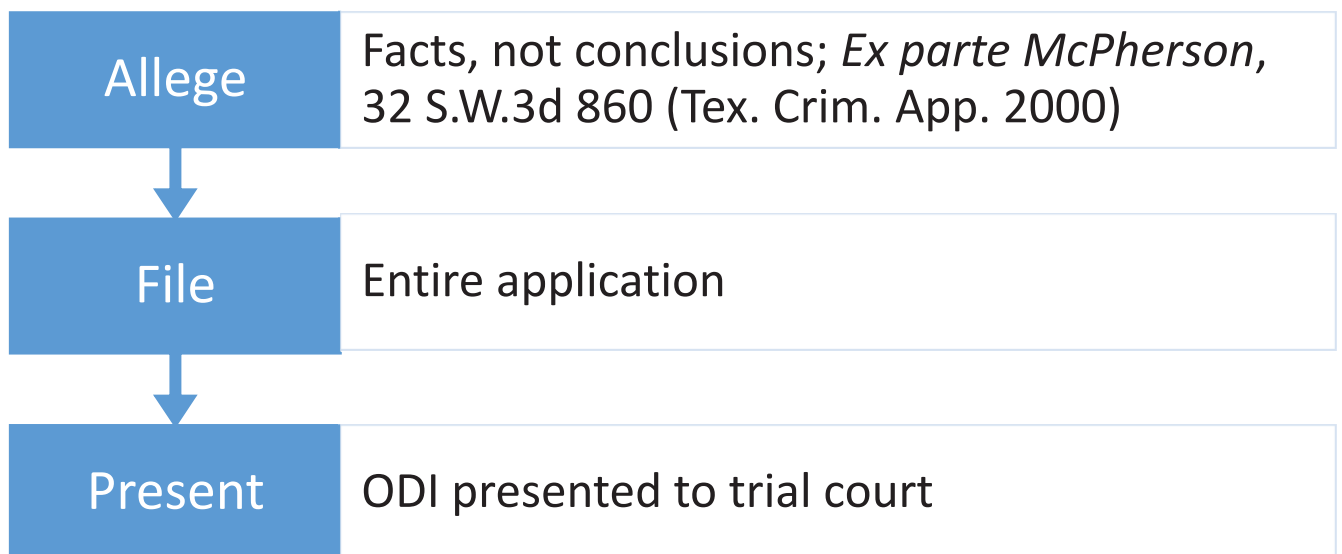 Allege
Facts, not conclusions; Ex parte McPherson,
32 S.W.3d 860 (Tex. Crim. App. 2000)
File
Entire application
Present
ODI presented to trial court